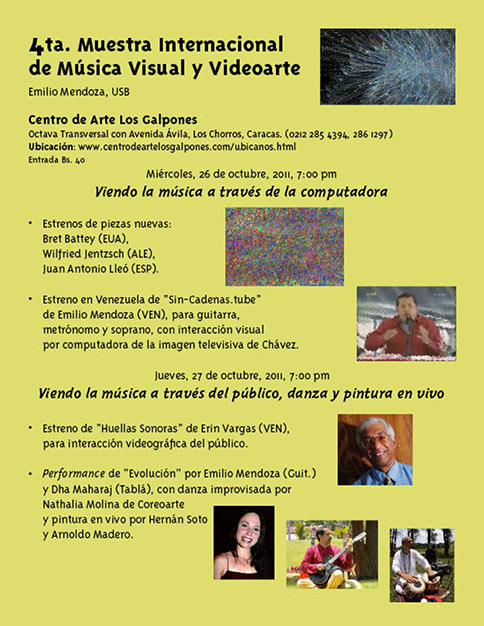 4ta. Muestra Internacional
de Música Visual y Videoarte
Emilio Mendoza, USB
Centro de Arte Los Galpones
Octava Transversal con Avenida Ávila, Los Chorros, Caracas. (0212 285 4394, 286 1297)
Ubicación: www.centrodeartelosgalpones.com/ubicanos.html
Entrada Bs. 40
Miércoles, 26 de octubre, 2011, 7:00 pm
Viendo la música a través de la computadora
• Estrenos de piezas nuevas:
Bret Battey (EUA),
Wilfried Jentzsch (ALE),
Juan Antonio Lleó (ESP).
• Estreno en Venezuela de "Sin-Cadenas.tube"
de Emilio Mendoza (VEN), para guitarra,
metrónomo y soprano, con interacción visual
por computadora de la imagen televisiva de Chávez.
Jueves, 27 de octubre, 2011, 7:00 pm
Viendo la música a través del público, danza y pintura en vivo
• Estreno de "Huellas Sonoras" de Erin Vargas (VEN),
para interacción videográfica del público.
• Performance de "Evolución" por Emilio Mendoza (Guit.)
y Dha Maharaj (Tablá), con danza improvisada por
Nathalia Molina de Coreoarte
y pintura en vivo por Hernán Soto
y Arnoldo Madero.